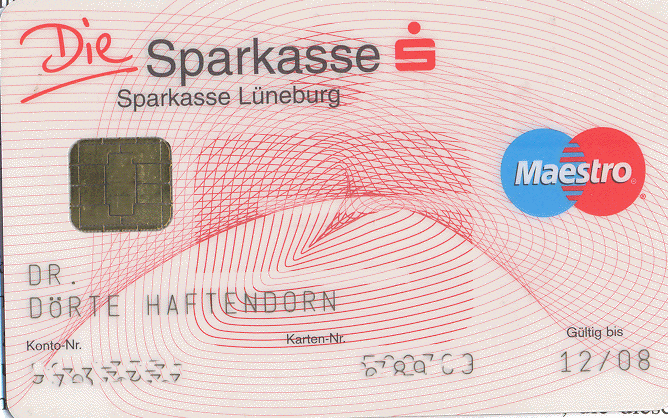 Die Sparkasse
Sparkasse Lüneburg
Maestro
DR.
DÖRTE HAFTENDORN
Konto-Nr.
Karten-Nr.
Gültig bis
12/08